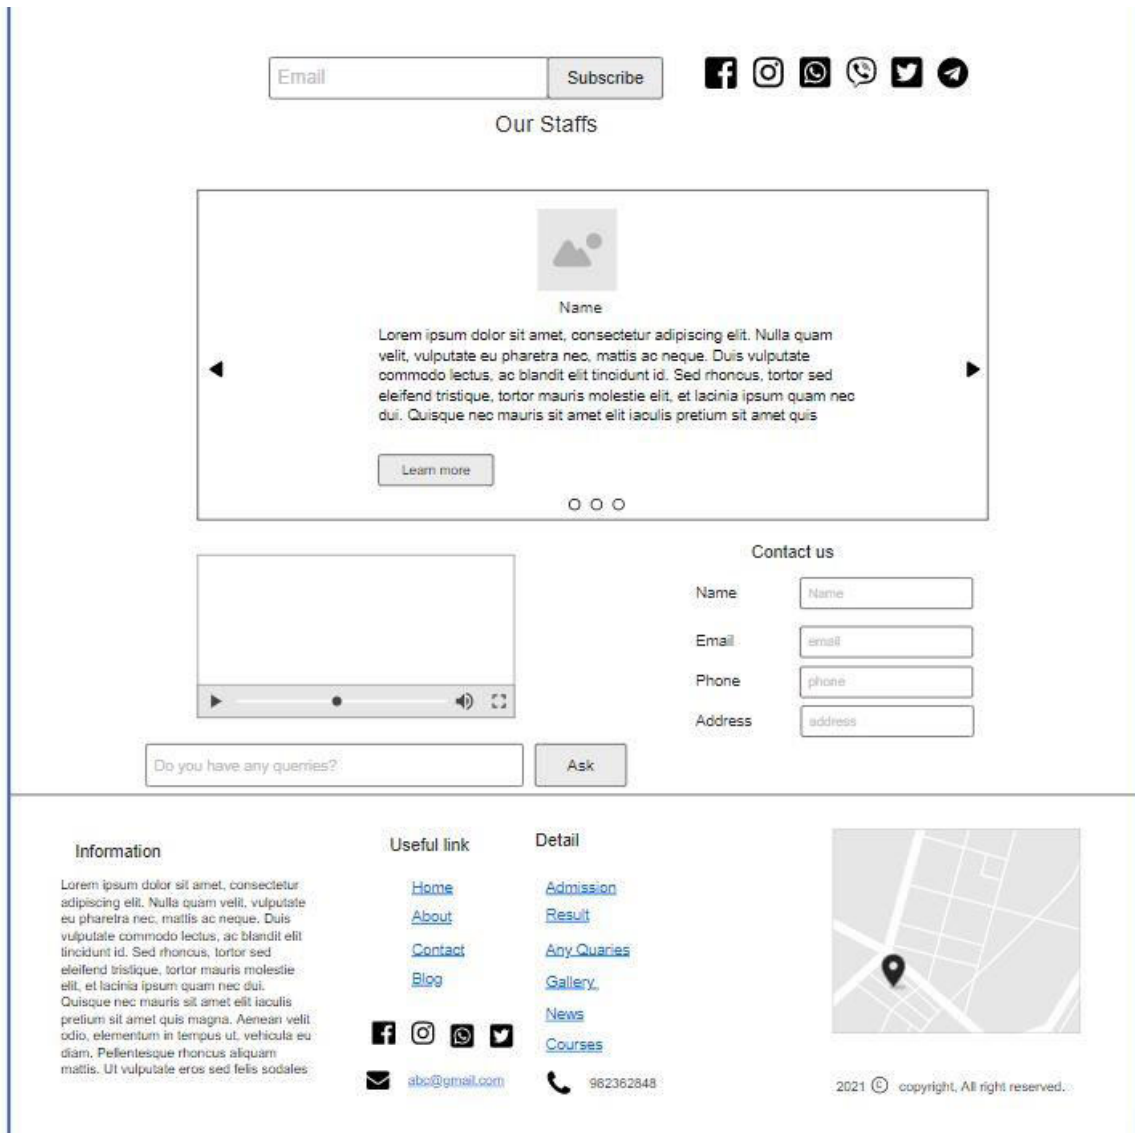 Email
Subscribe
Our Staffs
Name
Lorem ipsum dolor sit amet, consectetur adipiscing elit. Nulla quam
velit, vulputate eu pharetra nec, mattis ac neque. Duis vulputate
commodo lectus, ac blandit elit tincidunt id. Sed rhoncus, tortor sed
eleifend tristique, tortor mauris molestie elit, et lacinia ipsum quam nec
dui. Quisque nec mauris sit amet elit iaculis pretium sit amet quis
Learn more
Contact us
Name
Name
Email
email
Phone
phone
Address
address
Do you have any querries?
Ask
Information
Lorem ipsum dolor sit amet, consectetur
adipiscing elit. Nulla quam velit, vulputate
eu pharetra nec, mattis ac neque. Duis
vulputate commodo lectus, ac blandit elit
tincidunt id. Sed rhoncus, tortor sed
eleifend tristique, tortor mauris molestie
elit, et lacinia ipsum quam nec dui.
Quisque nec mauris sit amet elit iaculis
pretium sit amet quis magna. Aenean velit
odio, elementum in tempus ut, vehicula eu
diam. Pellentesque rhoncus aliquam
mattis. Ut vulputate eros sed felis sodales
Useful link
Home
About
Contact
Blog
abc@gmail.com
Detail
Admission
Result
Any Quaries
Gallery,
News
Courses
982362848
2021 © copyright, All right reserved.